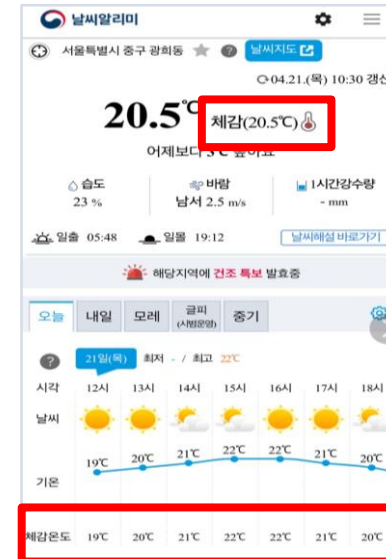 날씨알리미
서울특별시 중구 광희동 날씨지도
04.21.(목) 10:30 갱신
20.5℃ 체감(20.5℃)
어제보다 3℃ 높아요
습도 바람 1시간강수량
23 % 남서 2.5 m/s - mm
일출 05:48 일몰 19:12 날씨해설 바로가기
해당지역에 건조 특보 발효중
오늘 내일 모레 글피 (시범운영) 중기
21일(목) 최저 - / 최고 22℃
시각 12시 13시 14시 15시 16시 17시 18시
날씨
19℃ 20℃ 21℃ 22℃ 22℃ 21℃ 20℃
기온
체감온도 19℃ 20℃ 21℃ 22℃ 22℃ 21℃ 20℃